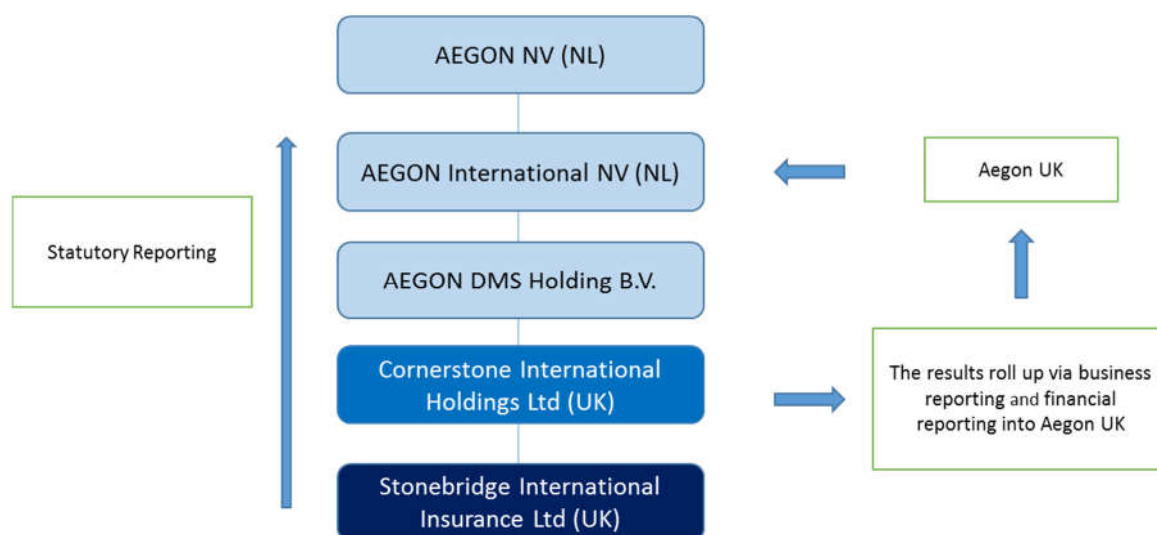 AEGON NV (NL)
AEGON International NV (NL)
Aegon UK
Statutory Reporting
AEGON DMS Holding B.V.
Cornerstone International
Holdings Ltd (UK)
The results roll up via business
reporting and financial
reporting into Aegon UK
Stonebridge International
Insurance Ltd (UK)